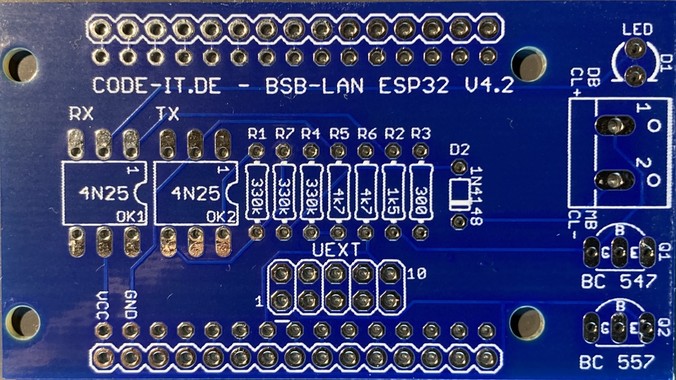 LED
D1
CODE-IT.DE - BSB-LAN ESP32 V4.2
DB
CL+
1
2
MB
CL-
RX
TX
R1 R7 R4 R5 R6 R2 R3
D2
1
4N25
OK1
1
4N25
OK2
330k
330k
330k
4k7
4k7
1k5
300
1N4148
UEXT
10
1
VCC
GND
B
C E
Q1
BC 547
B
C E
Q2
BC 557